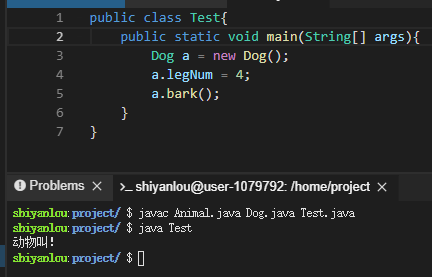 1 public class Test{
2 public static void main(String[] args){
3 Dog a = new Dog();
4 a.legNum = 4;
5 a.bark();
6 }
7 }
Problems × >_ shiyanlou@user-1079792: /home/project ×
shiyanlou:project/ $ javac Animal.java Dog.java Test.java
shiyanlou:project/ $ java Test
动物叫!
shiyanlou:project/ $